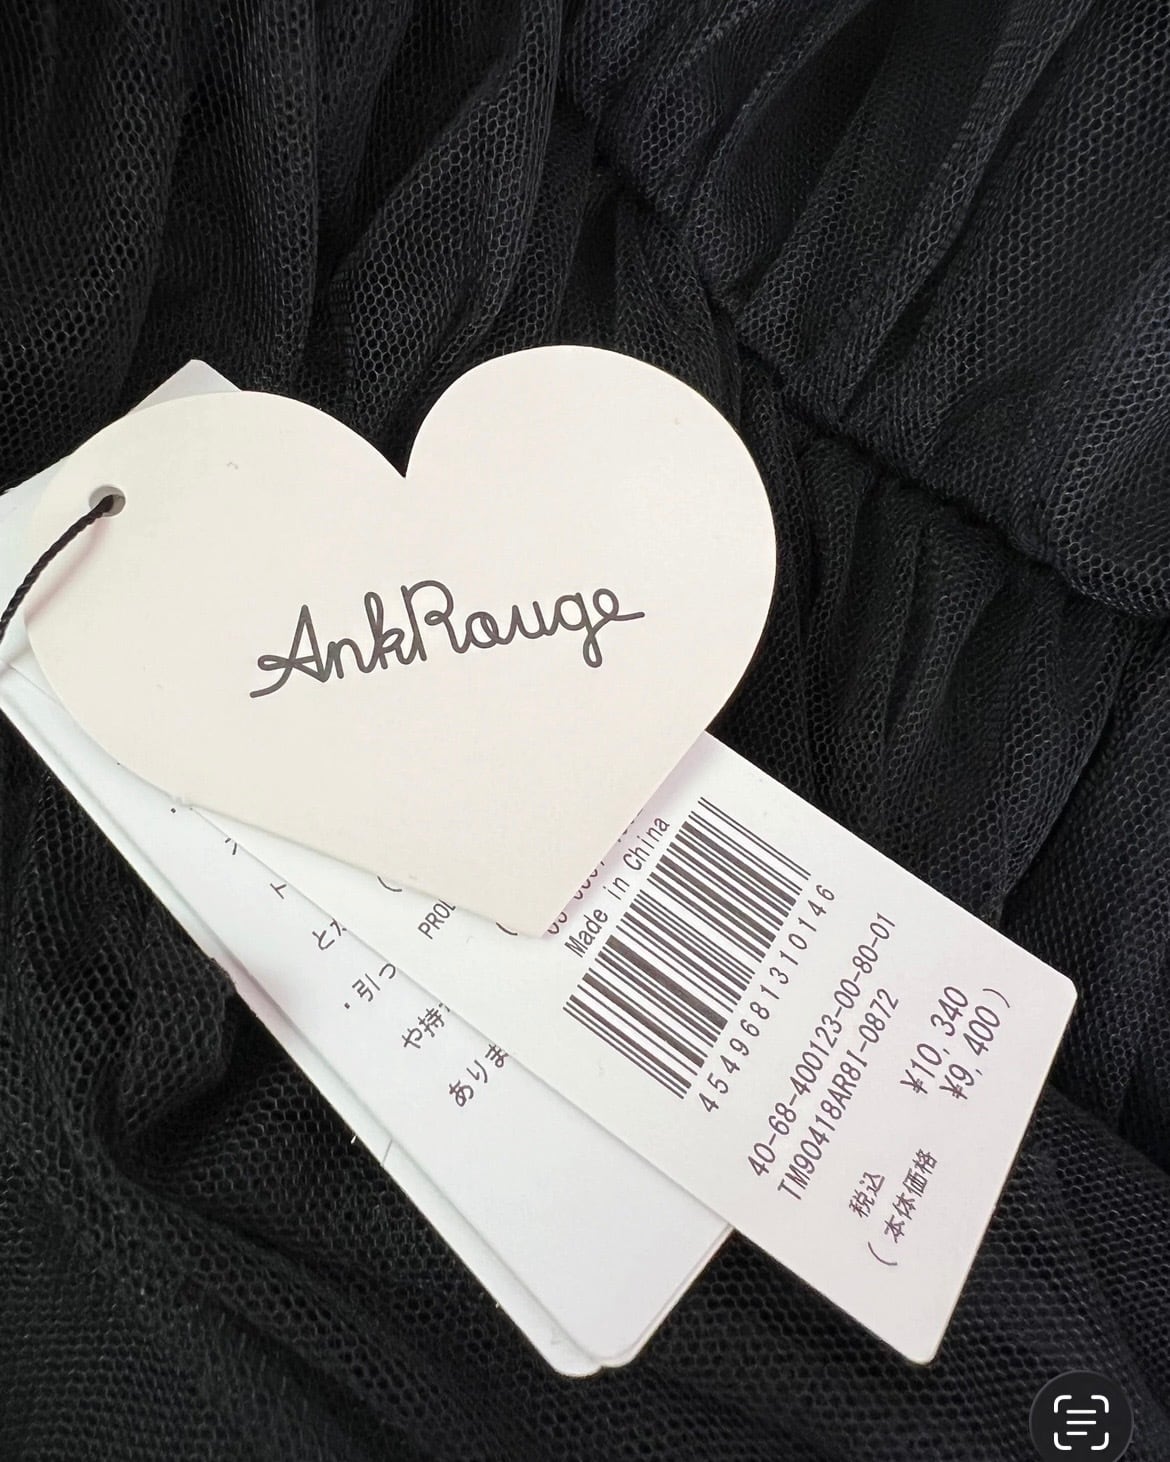 AnkRouge
Made in China
4549681310146
40-68-400123-00-80-01
TM90418AR81-0872
税込 ¥10,340
(本体価格 ¥9,400)
引っ
や持
ありま